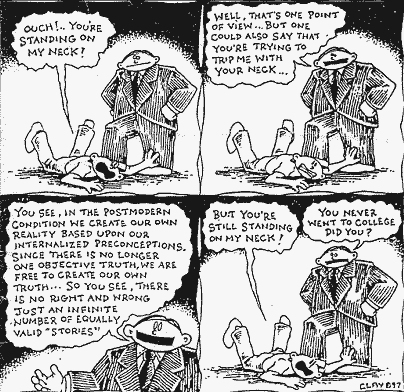 OUCH!.. YOU'RE
STANDING ON
MY NECK!
WELL, THAT'S ONE POINT
OF VIEW... BUT ONE
COULD ALSO SAY THAT
YOU'RE TRYING TO
TRIP ME WITH
YOUR NECK...
YOU SEE, IN THE POSTMODERN
CONDITION WE CREATE OUR OWN
REALITY BASED UPON OUR
INTERNALIZED PRECONCEPTIONS.
SINCE THERE IS NO LONGER
ONE OBJECTIVE TRUTH, WE ARE
FREE TO CREATE OUR OWN
TRUTH... SO YOU SEE, THERE
IS NO RIGHT AND WRONG
JUST AN INFINITE
NUMBER OF EQUALLY
VALID "STORIES"
BUT YOU'RE
STILL STANDING
ON MY NECK!
YOU NEVER
WENT TO COLLEGE
DID YOU?
CLAY B97